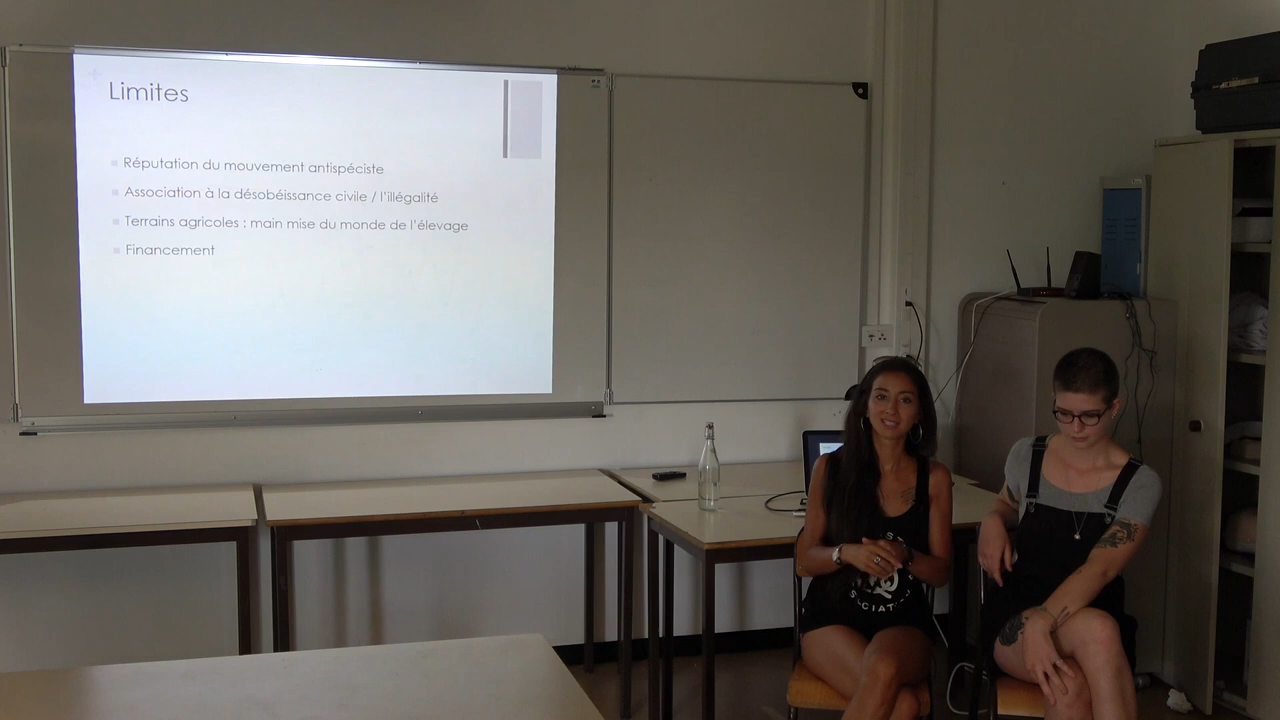 Limites
Réputation du mouvement antispéciste
Association à la désobéissance civile / l'illégalité
Terrains agricoles : main mise du monde de l'élevage
Financement